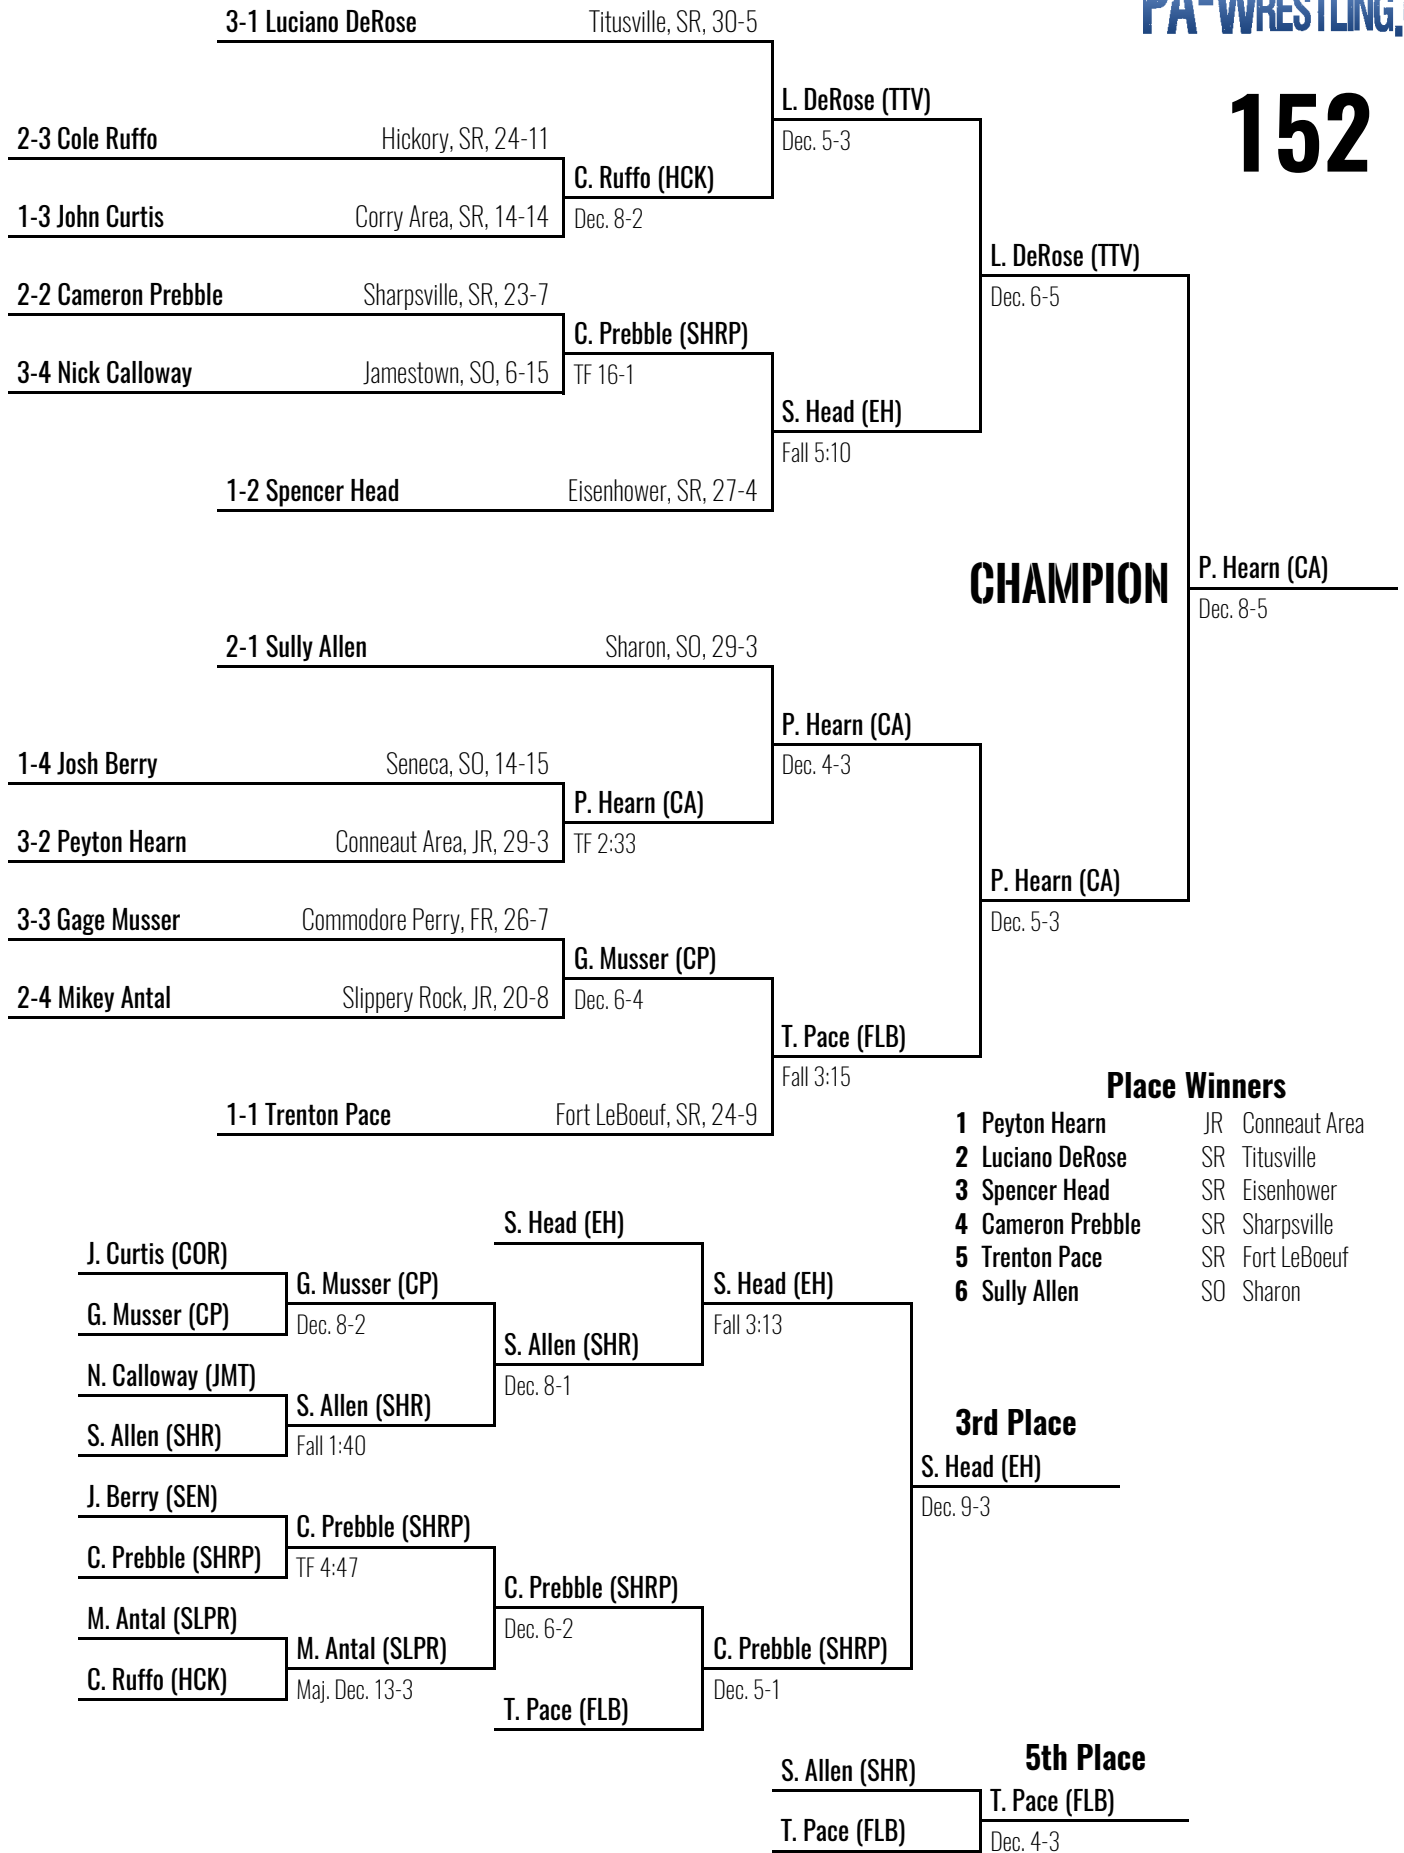 PA-WRESTLING.
152
3-1 Luciano DeRose Titusville, SR, 30-5
L. DeRose (TTV)
Dec. 5-3
2-3 Cole Ruffo Hickory, SR, 24-11
C. Ruffo (HCK)
Dec. 8-2
1-3 John Curtis Corry Area, SR, 14-14
L. DeRose (TTV)
Dec. 6-5
2-2 Cameron Prebble Sharpsville, SR, 23-7
C. Prebble (SHRP)
TF 16-1
3-4 Nick Calloway Jamestown, SO, 6-15
S. Head (EH)
Fall 5:10
1-2 Spencer Head Eisenhower, SR, 27-4
CHAMPION
P. Hearn (CA)
Dec. 8-5
2-1 Sully Allen Sharon, SO, 29-3
P. Hearn (CA)
Dec. 4-3
1-4 Josh Berry Seneca, SO, 14-15
P. Hearn (CA)
TF 2:33
3-2 Peyton Hearn Conneaut Area, JR, 29-3
P. Hearn (CA)
Dec. 5-3
3-3 Gage Musser Commodore Perry, FR, 26-7
G. Musser (CP)
Dec. 6-4
2-4 Mikey Antal Slippery Rock, JR, 20-8
T. Pace (FLB)
Fall 3:15
1-1 Trenton Pace Fort LeBoeuf, SR, 24-9
Place Winners
1 Peyton Hearn JR Conneaut Area
2 Luciano DeRose SR Titusville
3 Spencer Head SR Eisenhower
4 Cameron Prebble SR Sharpsville
5 Trenton Pace SR Fort LeBoeuf
6 Sully Allen SO Sharon
S. Head (EH)
J. Curtis (COR)
G. Musser (CP)
Dec. 8-2
G. Musser (CP)
S. Head (EH)
Fall 3:13
S. Allen (SHR)
Dec. 8-1
N. Calloway (JMT)
S. Allen (SHR)
Fall 1:40
S. Allen (SHR)
3rd Place
S. Head (EH)
Dec. 9-3
J. Berry (SEN)
C. Prebble (SHRP)
TF 4:47
C. Prebble (SHRP)
C. Prebble (SHRP)
Dec. 6-2
M. Antal (SLPR)
M. Antal (SLPR)
Maj. Dec. 13-3
C. Ruffo (HCK)
C. Prebble (SHRP)
Dec. 5-1
T. Pace (FLB)
5th Place
S. Allen (SHR)
T. Pace (FLB)
Dec. 4-3
T. Pace (FLB)